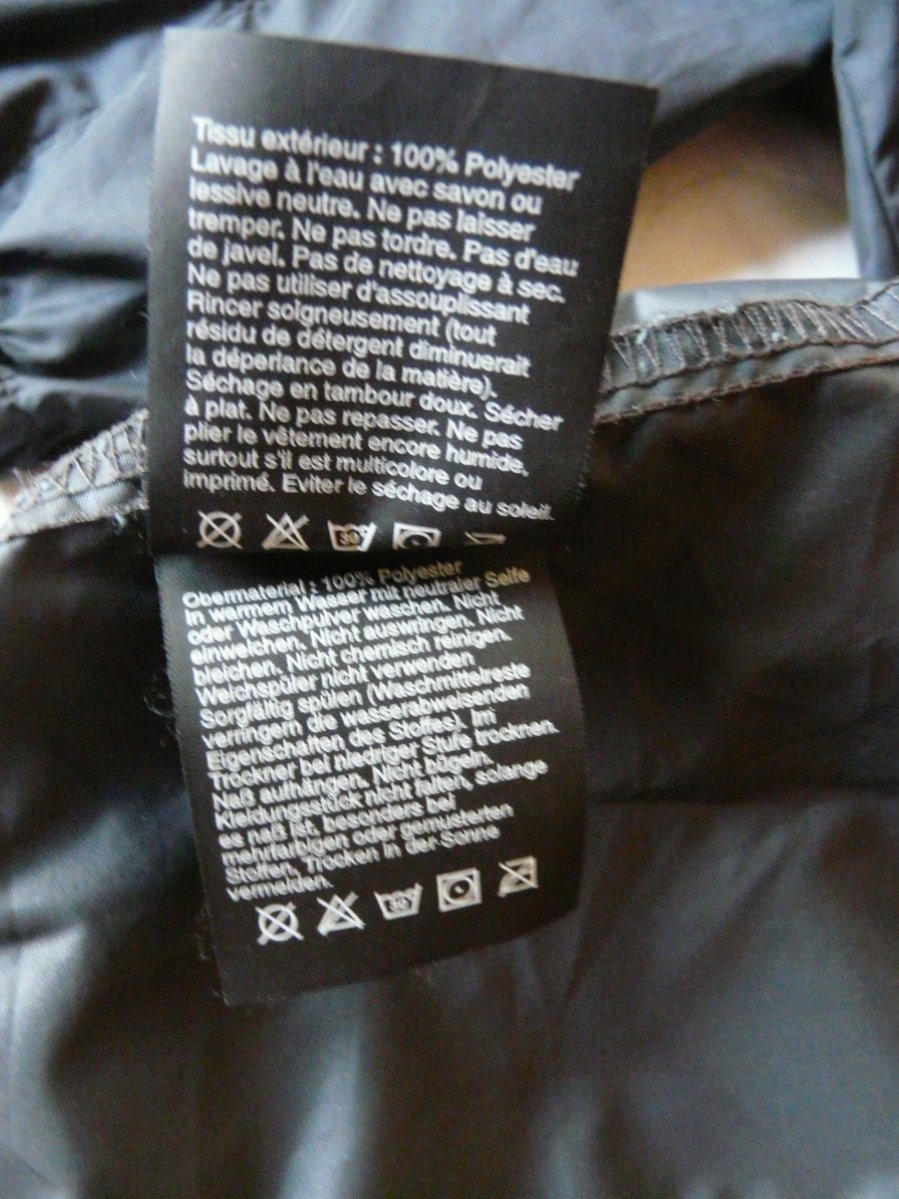 Tissu extérieur : 100% Polyester
Lavage à l'eau avec savon ou
lessive neutre. Ne pas laisser
tremper. Ne pas tordre. Pas d'eau
de javel. Pas de nettoyage à sec.
Ne pas utiliser d'assouplissant
Rincer soigneusement (tout
résidu de détergent diminuerait
la déperlance de la matière).
Séchage en tambour doux. Sécher
à plat. Ne pas repasser. Ne pas
plier le vêtement encore humide,
surtout s'il est multicolore ou
imprimé. Eviter le séchage au soleil.
30
Obermaterial : 100% Polyester
In warmem Wasser mit neutraler Seife
oder Waschpulver waschen. Nicht
einweichen. Nicht auswringen. Nicht
bleichen. Nicht chemisch reinigen.
Weichspüler nicht verwenden
Sorgfältig spülen (Waschmittelreste
verringern die wasserabweisenden
Eigenschaften des Stoffes). Im
Trockner bei niedriger Stufe trocknen.
Naß aufhängen. Nicht bügeln.
Kleidungsstück nicht falten, solange
es naß ist, besonders bei
mehrfarbigen oder gemusterten
Stoffen, Trocken in der Sonne
vermeiden.
30